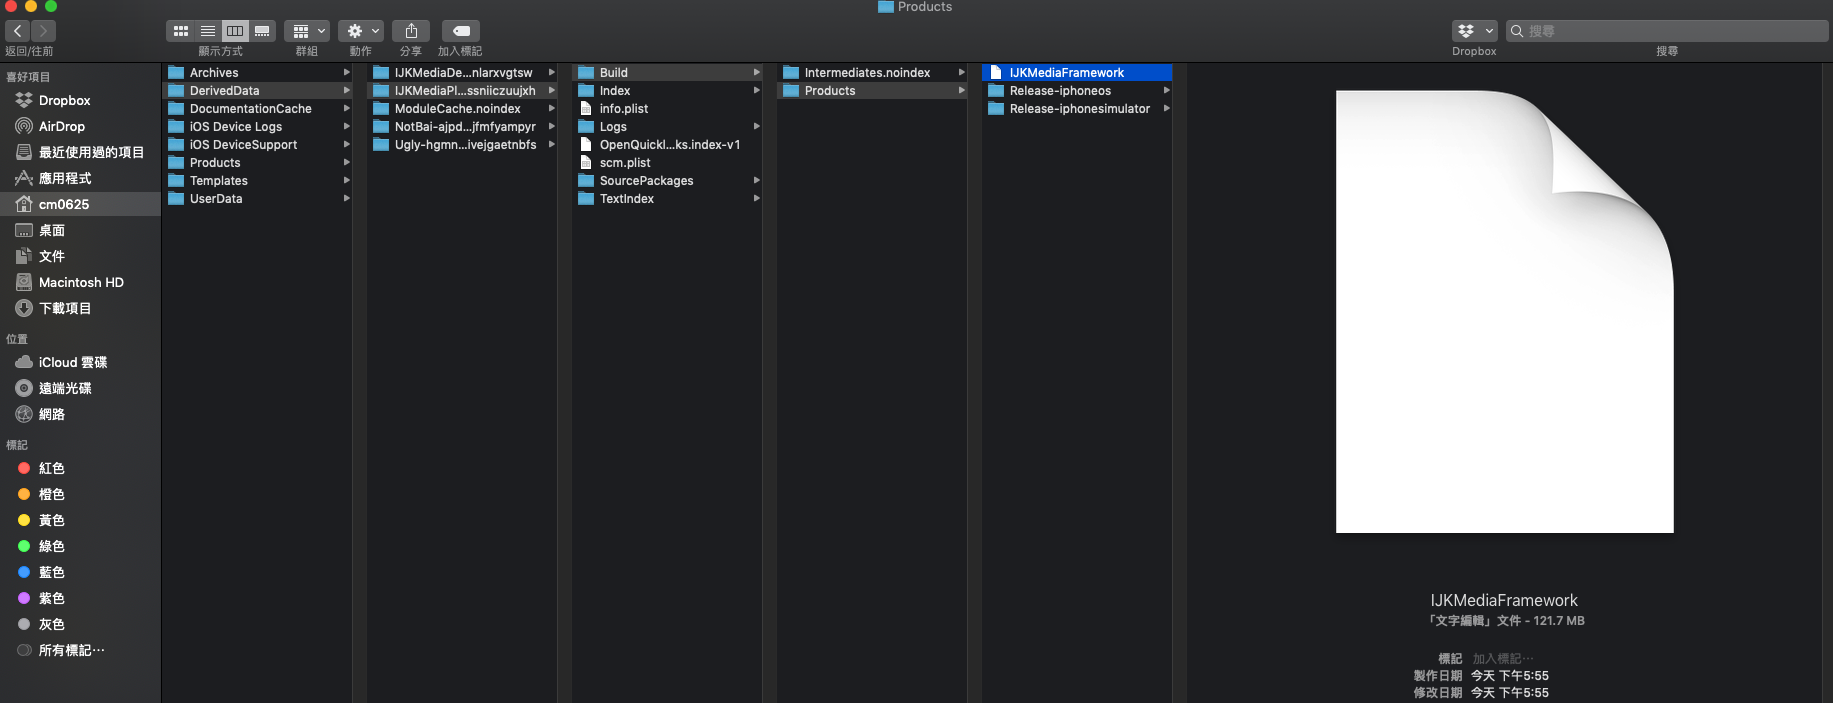 Products
返回/往前
顯示方式
群組
動作
分享
加入標記
Dropbox
搜尋
搜尋
喜好項目
Dropbox
AirDrop
最近使用過的項目
應用程式
cm0625
桌面
文件
Macintosh HD
下載項目
位置
iCloud 雲碟
遠端光碟
網路
標記
紅色
橙色
黃色
綠色
藍色
紫色
灰色
所有標記⋯
Archives
DerivedData
DocumentationCache
iOS Device Logs
iOS DeviceSupport
Products
Templates
UserData
IJKMediaDe...nlarxvgtsw
IJKMediaPl...ssniiczuujxh
ModuleCache.noindex
NotBai-ajpd...jfmfyampyr
Ugly-hgmn...ivejgaetnbfs
Build
Index
info.plist
Logs
OpenQuickl...ks.index-v1
scm.plist
SourcePackages
TextIndex
Intermediates.noindex
Products
IJKMediaFramework
Release-iphoneos
Release-iphonesimulator
IJKMediaFramework
「文字編輯」文件 - 121.7 MB
標記 加入標記⋯
製作日期 今天 下午5:55
修改日期 今天 下午5:55